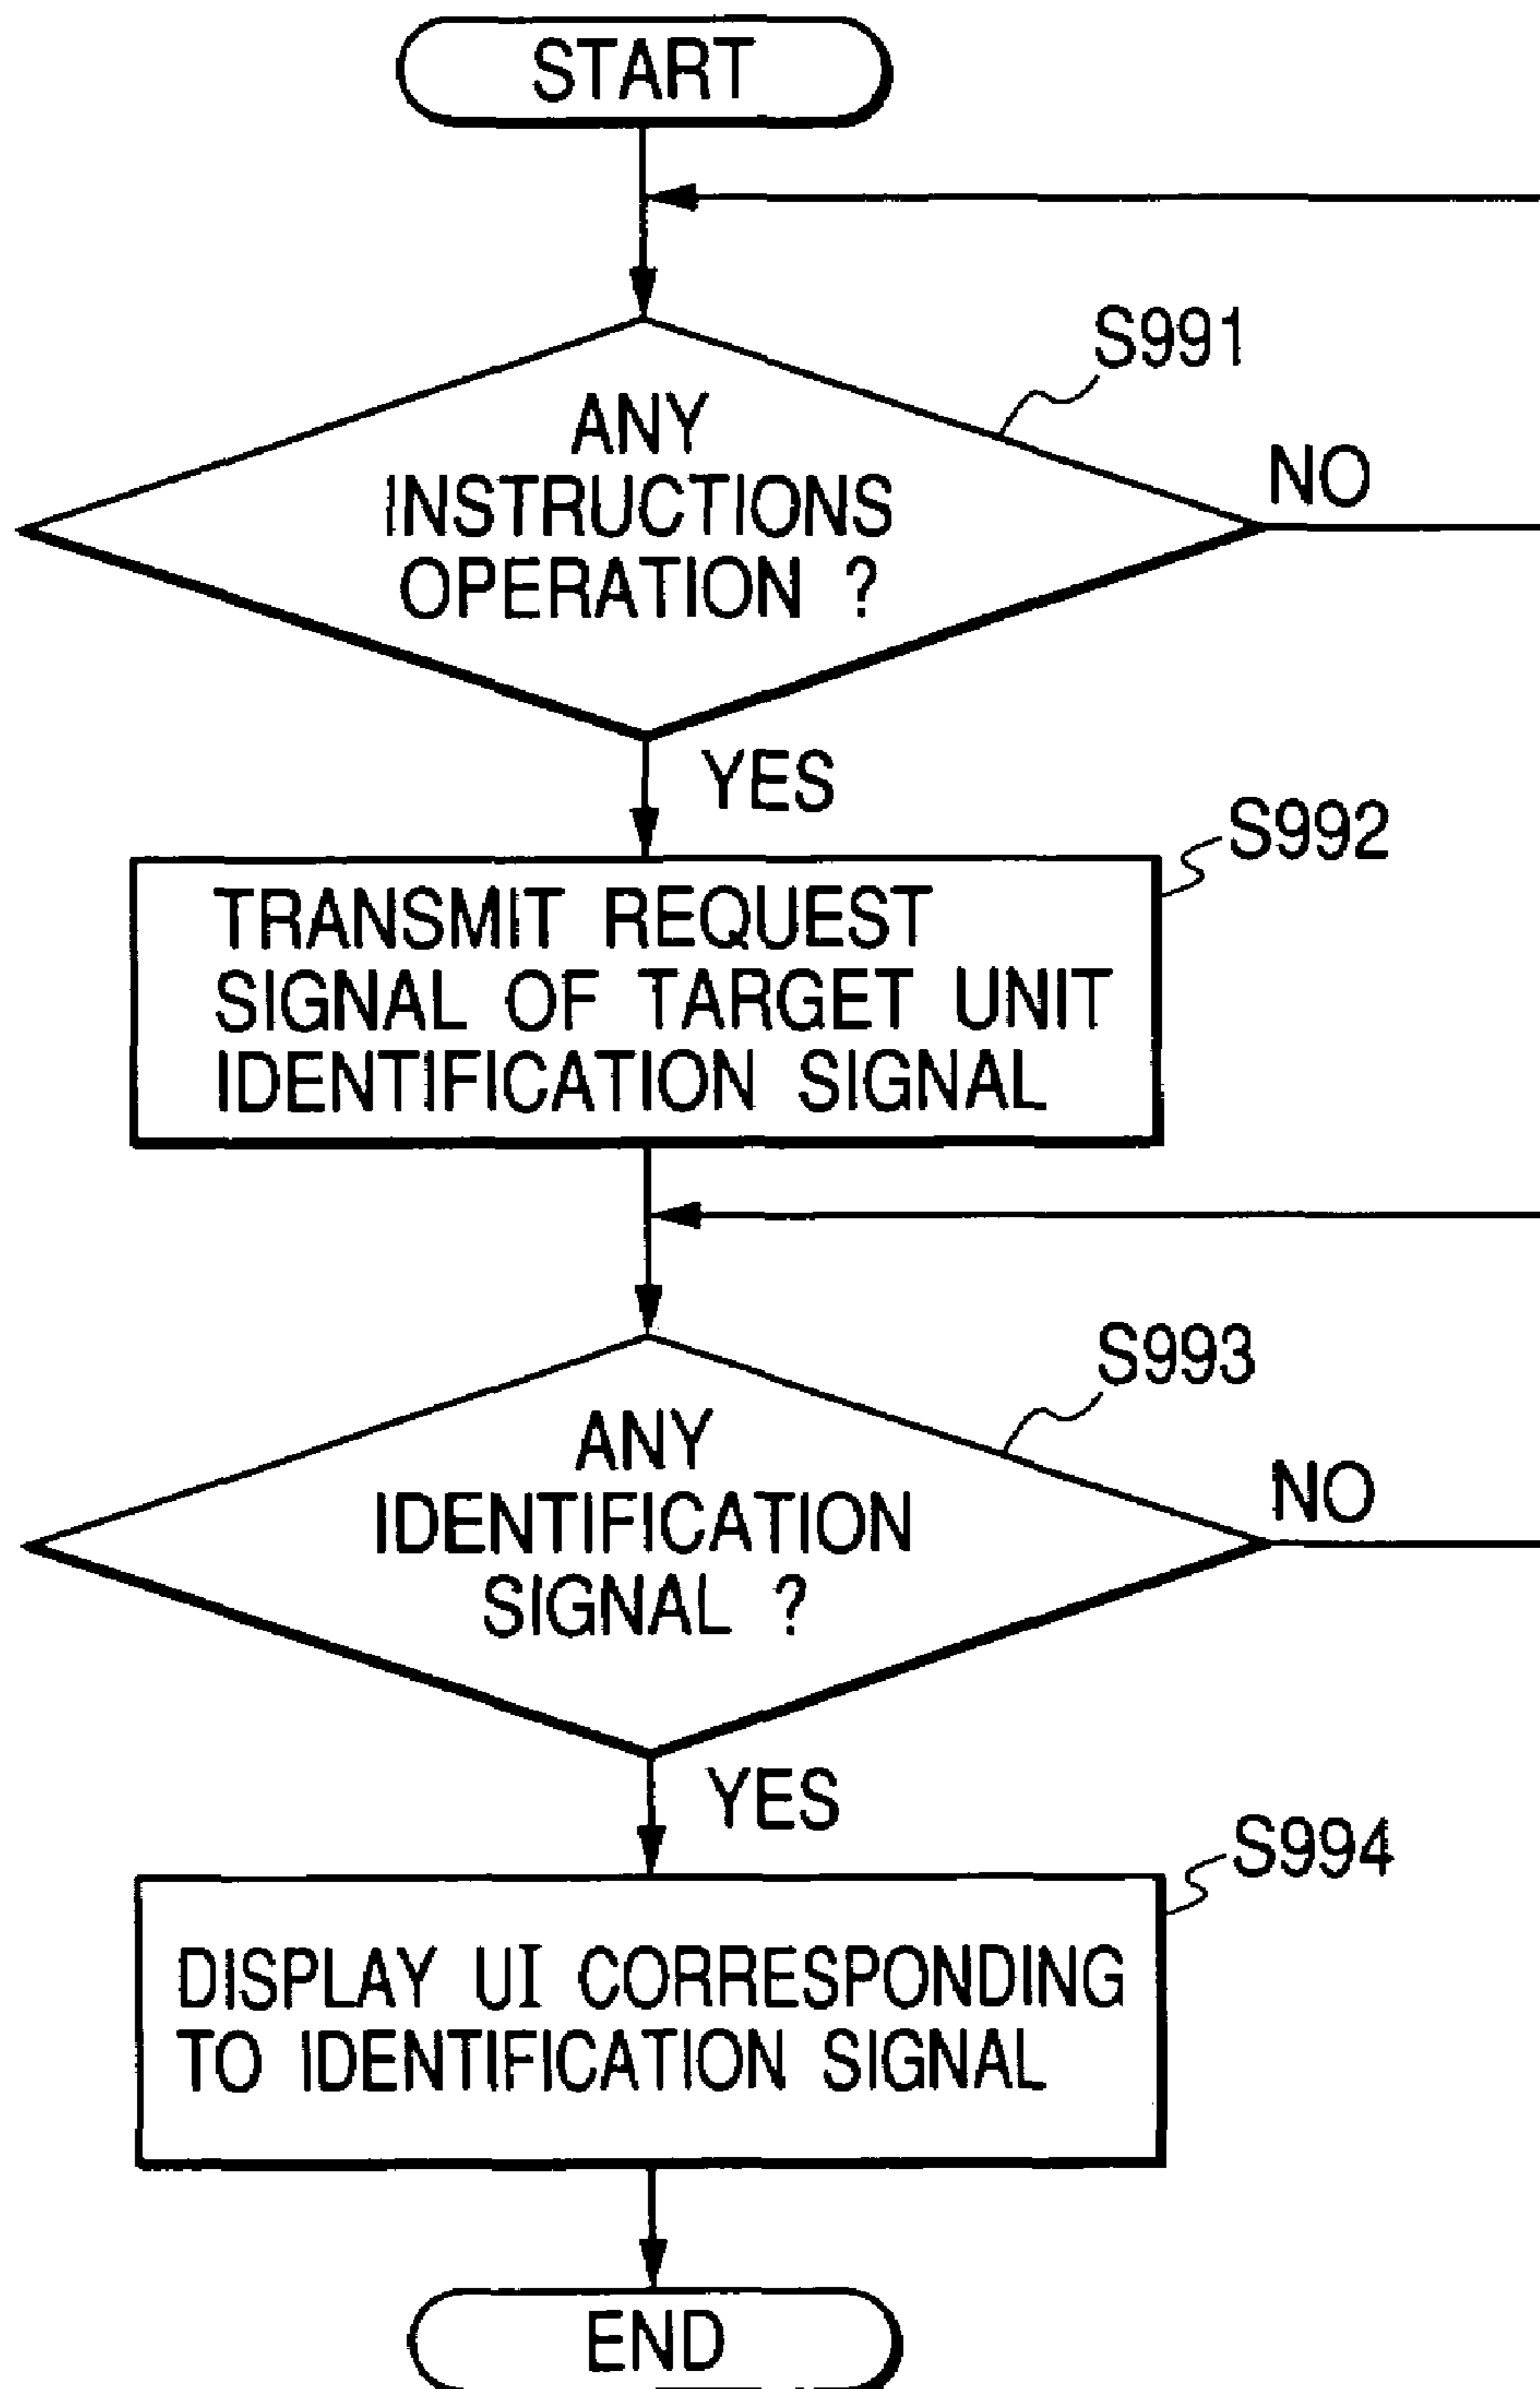 START
S991
ANY
INSTRUCTIONS
OPERATION ?
NO
YES
S992
TRANSMIT REQUEST
SIGNAL OF TARGET UNIT
IDENTIFICATION SIGNAL
S993
ANY
IDENTIFICATION
SIGNAL ?
NO
YES
S994
DISPLAY UI CORRESPONDING
TO IDENTIFICATION SIGNAL
END